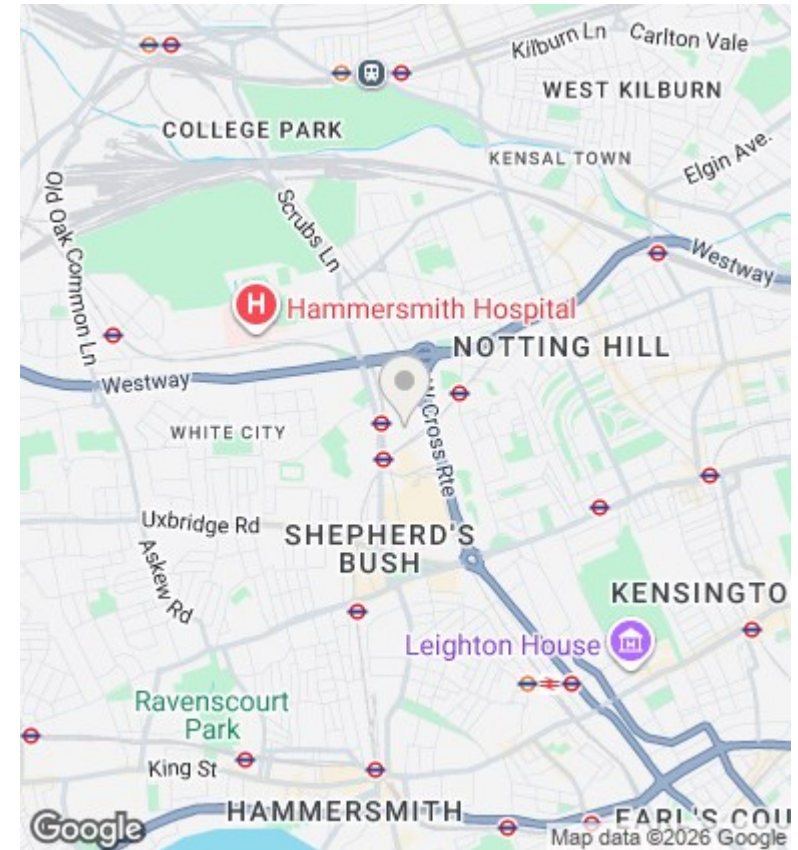 Kilburn Ln
Carlton Vale
WEST KILBURN
COLLEGE PARK
KENSAL TOWN
Elgin Ave.
Old Oak Common Ln
Scrubs Ln
Westway
H
Hammersmith Hospital
NOTTING HILL
Westway
W Cross Rte
WHITE CITY
Uxbridge Rd
SHEPHERD'S
BUSH
Askew Rd
KENSINGTO
Leighton House
Ravenscourt
Park
King St
HAMMERSMITH
EARL'S COU
Google
Map data ©2026 Google